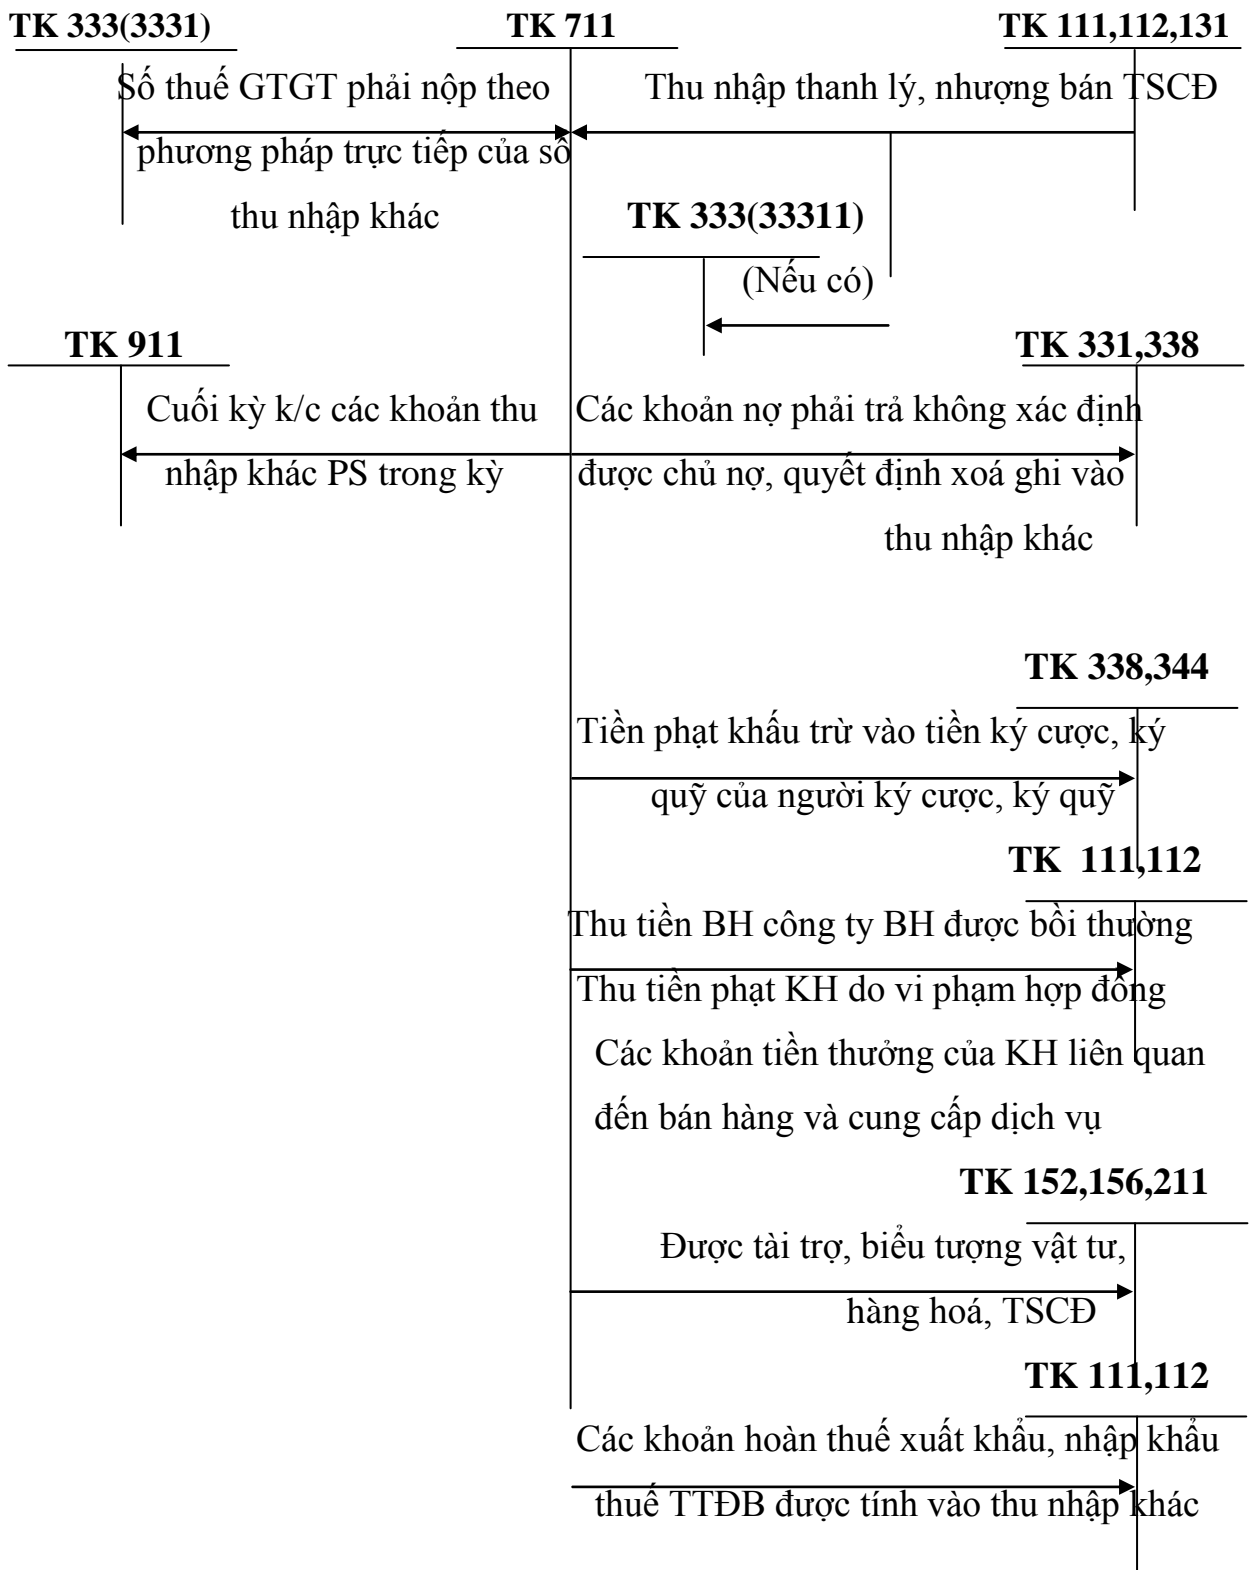 TK 333(3331)
TK 711
TK 111,112,131
Số thuế GTGT phải nộp theo
phương pháp trực tiếp của số
thu nhập khác
Thu nhập thanh lý, nhượng bán TSCĐ
TK 333(33311)
(Nếu có)
TK 911
TK 331,338
Cuối kỳ k/c các khoản thu
nhập khác PS trong kỳ
Các khoản nợ phải trả không xác định
được chủ nợ, quyết định xoá ghi vào
thu nhập khác
TK 338,344
Tiền phạt khấu trừ vào tiền ký cược, ký
quỹ của người ký cược, ký quỹ
TK 111,112
Thu tiền BH công ty BH được bồi thường
Thu tiền phạt KH do vi phạm hợp đồng
Các khoản tiền thưởng của KH liên quan
đến bán hàng và cung cấp dịch vụ
TK 152,156,211
Được tài trợ, biểu tượng vật tư,
hàng hoá, TSCĐ
TK 111,112
Các khoản hoàn thuế xuất khẩu, nhập khẩu
thuế TTĐB được tính vào thu nhập khác